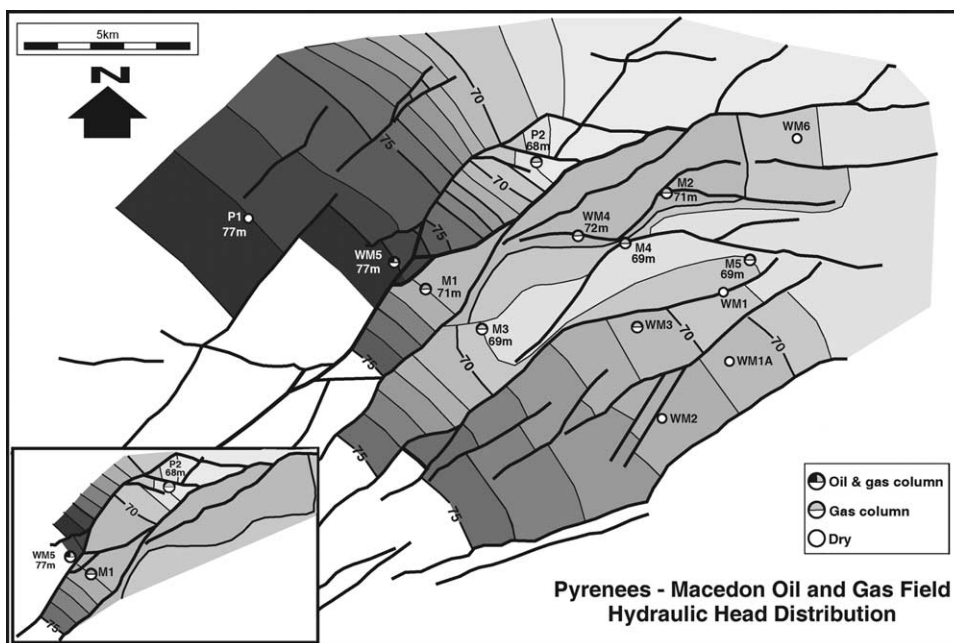 5km
N
70
P2
68m
WM6
75
70
M2
71m
P1
77m
WM4
72m
WM5
77m
75
M4
69m
M1
71m
M5
69m
WM1
M3
69m
WM3
70
70
70
WM1A
75
WM2
75
P2
68m
70
WM5
77m
M1
75
Oil & gas column
Gas column
Dry
Pyrenees - Macedon Oil and Gas Field
Hydraulic Head Distribution